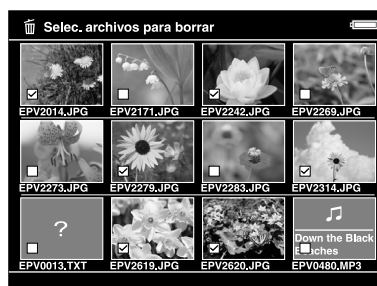 Selec. archivos para borrar
EPV2014.JPG EPV2171.JPG EPV2242.JPG EPV2269.JPG
EPV2273.JPG EPV2279.JPG EPV2283.JPG EPV2314.JPG
?
Down the Black
Beaches
EPV0013.TXT EPV2619.JPG EPV2620.JPG EPV0480.MP3